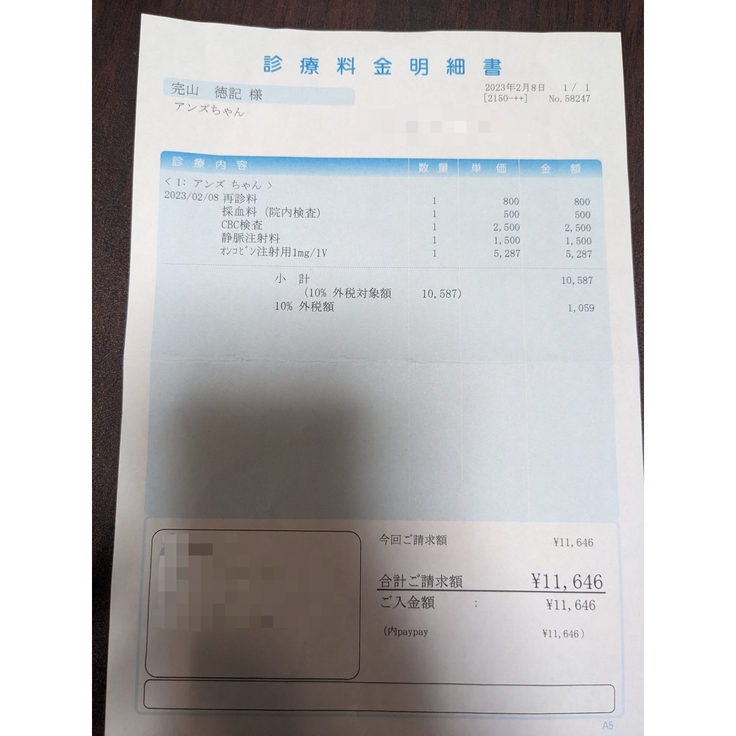 診療料金明細書
完山 徳記 様
アンズちゃん
2023年2月8日 1/ 1
[2150-++] No.58247
診療内容 数量 単価 金額
< 1: アンズ ちゃん >
2023/02/08 再診料 1 800 800
採血料 (院内検査) 1 500 500
CBC検査 1 2,500 2,500
静脈注射料 1 1,500 1,500
ｵﾝｺﾋﾞﾝ注射用1mg/1V 1 5,287 5,287
小 計 10,587
(10% 外税対象額 10,587)
10% 外税額 1,059
今回ご請求額 ¥11,646
合計ご請求額 ¥11,646
ご入金額 : ¥11,646
(内paypay ¥11,646)
A5